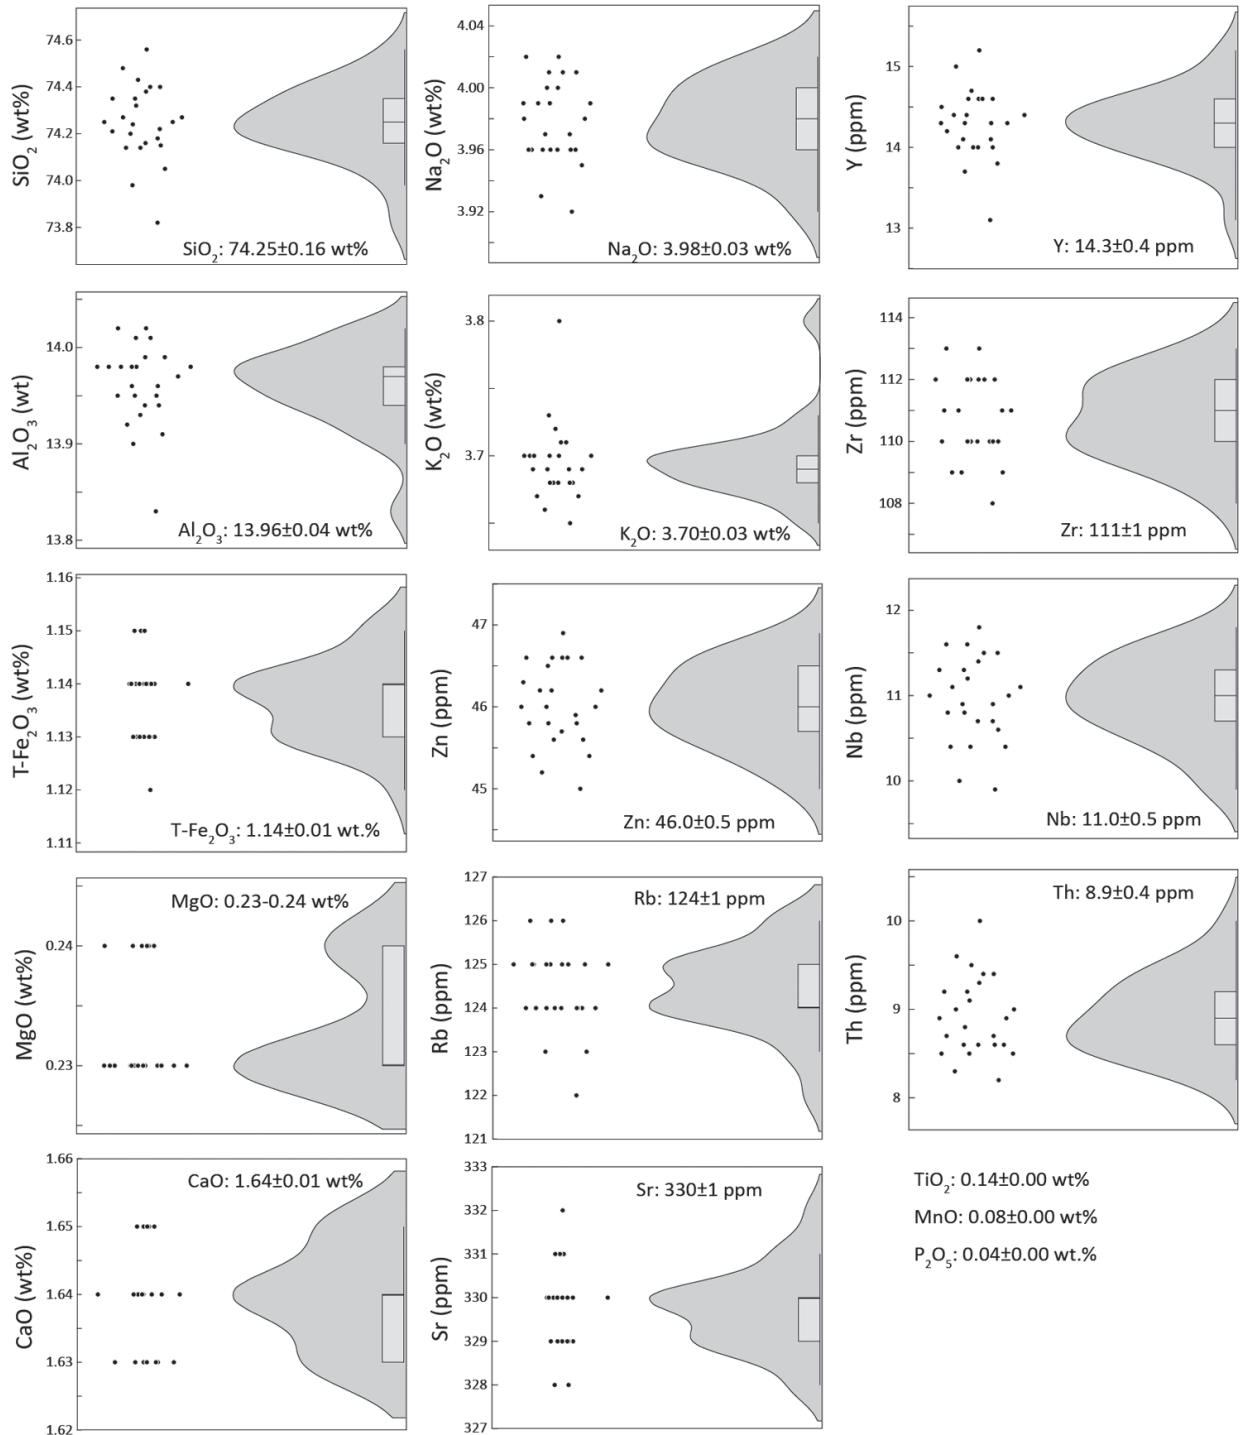 SiO2 (wt%)
74.6
74.4
74.2
74.0
73.8
SiO2: 74.25±0.16 wt%
Na2O (wt%)
4.04
4.00
3.96
3.92
Na2O: 3.98±0.03 wt%
Y (ppm)
15
14
13
Y: 14.3±0.4 ppm
Al2O3 (wt)
14.0
13.9
13.8
Al2O3: 13.96±0.04 wt%
K2O (wt%)
3.8
3.7
K2O: 3.70±0.03 wt%
Zr (ppm)
114
112
110
108
Zr: 111±1 ppm
T-Fe2O3 (wt%)
1.16
1.15
1.14
1.13
1.12
1.11
T-Fe2O3: 1.14±0.01 wt.%
Zn (ppm)
47
46
45
Zn: 46.0±0.5 ppm
Nb (ppm)
12
11
10
Nb: 11.0±0.5 ppm
MgO (wt%)
0.24
0.23
MgO: 0.23-0.24 wt%
Rb (ppm)
127
126
125
124
123
122
121
Rb: 124±1 ppm
Th (ppm)
10
9
8
Th: 8.9±0.4 ppm
CaO (wt%)
1.66
1.65
1.64
1.63
1.62
CaO: 1.64±0.01 wt%
Sr (ppm)
333
332
331
330
329
328
327
Sr: 330±1 ppm
TiO2: 0.14±0.00 wt%
MnO: 0.08±0.00 wt%
P2O5: 0.04±0.00 wt.%